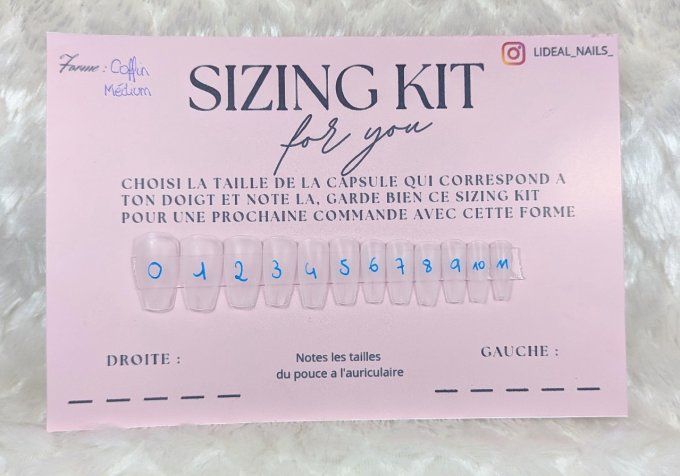 Forme : Coffin
Médium
LIDEAL_NAILS_
SIZING KIT
for you
CHOISI LA TAILLE DE LA CAPSULE QUI CORRESPOND A
TON DOIGT ET NOTE LA, GARDE BIEN CE SIZING KIT
POUR UNE PROCHAINE COMMANDE AVEC CETTE FORME
0 1 2 3 4 5 6 7 8 9 10 11
DROITE :
Notes les tailles
du pouce a l'auriculaire
GAUCHE :